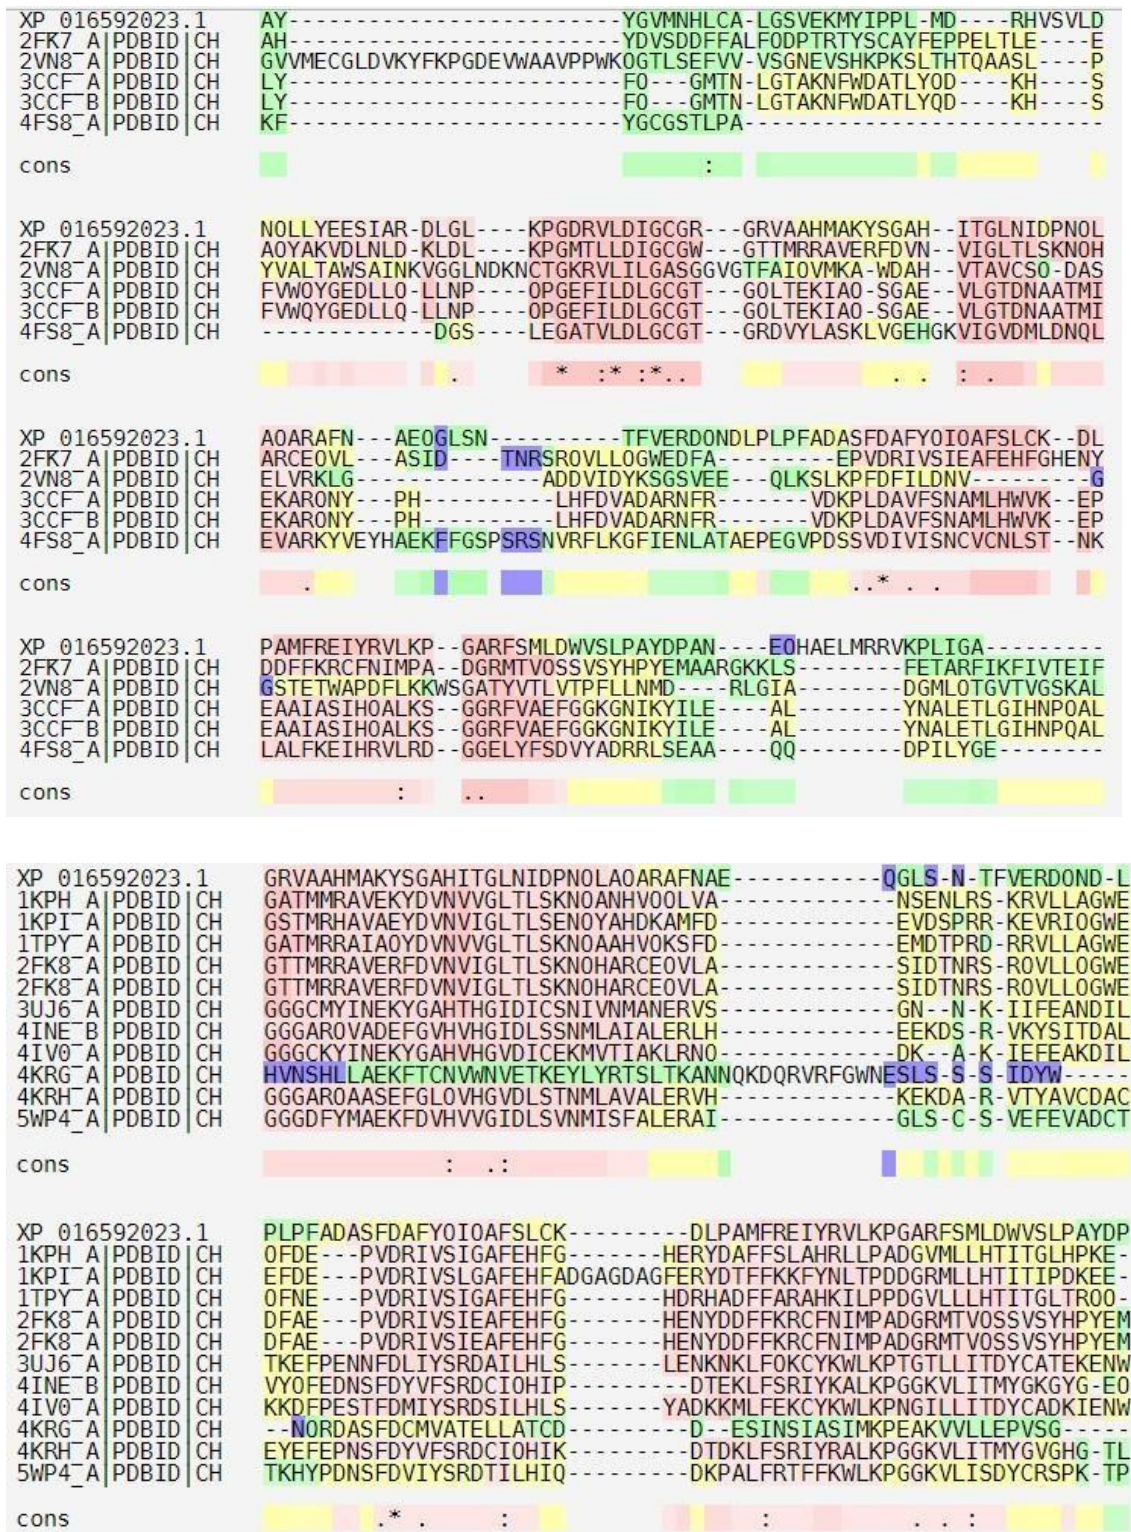 XP_016592023.1 AY-------------------------YGVMNHLCA-LGSVEKMYIPPL-MD----RHVSVLD
2FK7_A|PDBID|CH AH-------------------------YDVSDDFFALFODPTRTYSCAYFEPPELTLE----E
2VN8_A|PDBID|CH GVVMECGLDVKYFKPGDEVWAAVPPWKOGTLSEFVV-VSGNEVSHKPKSLTHTQAASL----P
3CCF_A|PDBID|CH LY-------------------------FO---GMTN-LGTAKNFWDATLYOD----KH----S
3CCF_B|PDBID|CH LY-------------------------FO---GMTN-LGTAKNFWDATLYQD----KH----S
4FS8_A|PDBID|CH KF-------------------------YGCGSTLPA---------------------------
cons :
XP_016592023.1 NOLLYEESIAR-DLGL----KPGDRVLDIGCGR---GRVAAHMAKYSGAH--ITGLNIDPNOL
2FK7_A|PDBID|CH AOYAKVDLNLD-KLDL----KPGMTLLDIGCGW---GTTMRRAVERFDVN--VIGLTLSKNOH
2VN8_A|PDBID|CH YVALTAWSAINKVGGLNDKNCTGKRVLILGASGGVGTFAIOVMKA-WDAH--VTAVCSO-DAS
3CCF_A|PDBID|CH FVWOYGEDLLO-LLNP----OPGEFILDLGCGT---GOLTEKIAO-SGAE--VLGTDNAATMI
3CCF_B|PDBID|CH FVWQYGEDLLQ-LLNP----OPGEFILDLGCGT---GOLTEKIAO-SGAE--VLGTDNAATMI
4FS8_A|PDBID|CH -------------DGS----LEGATVLDLGCGT---GRDVYLASKLVGEHGKVIGVDMLDNQL
cons . * :* :*.. . . : .
XP_016592023.1 AOARAFN---AEOGLSN----------TFVERDONDLPLPFADASFDAFYOIOAFSLCK--DL
2FK7_A|PDBID|CH ARCEOVL---ASID----TNRSROVLLOGWEDFA--------EPVDRIVSIEAFEHFGHENY
2VN8_A|PDBID|CH ELVRKLG--------------ADDVIDYKSGSVEE---QLKSLKPFDFILDNV---------G
3CCF_A|PDBID|CH EKARONY---PH---------LHFDVADARNFR---------VDKPLDAVFSNAMLHWVK--EP
3CCF_B|PDBID|CH EKARONY---PH---------LHFDVADARNFR---------VDKPLDAVFSNAMLHWVK--EP
4FS8_A|PDBID|CH EVARKYVEYHAEKFFGSPSRSNVRFLKGFIENLATAEPEGVPDSSVDIVISNCVCNLST--NK
cons . ..* . .
XP_016592023.1 PAMFREIYRVLKP--GARFSMLDWVSLPAYDPAN----EOHAELMRRVKPLIGA---------
2FK7_A|PDBID|CH DDFFKRCFNIMPA--DGRMTVOSSVSYHPYEMAARGKKLS--------FETARFIKFIVTEIF
2VN8_A|PDBID|CH GSTETWAPDFLKKWSGATYVTLVTPFLLNMD----RLGIA--------DGMLOTGVTVGSKAL
3CCF_A|PDBID|CH EAAIASIHOALKS--GGRFVAEFGGKGNIKYILE----AL--------YNALETLGIHNPOAL
3CCF_B|PDBID|CH EAAIASIHOALKS--GGRFVAEFGGKGNIKYILE----AL--------YNALETLGIHNPQAL
4FS8_A|PDBID|CH LALFKEIHRVLRD--GGELYFSDVYADRRLSEAA----QQ--------DPILYGE--------
cons : ..
XP_016592023.1 GRVAAHMAKYSGAHITGLNIDPNOLAOARAFNAE-----------QGLS-N-TFVERDOND-L
1KPH_A|PDBID|CH GATMMRAVEKYDVNVVGLTLSKNOANHVOOLVA-------------NSENLRS-KRVLLAGWE
1KPI_A|PDBID|CH GSTMRHAVAEYDVNVIGLTLSENOYAHDKAMFD-------------EVDSPRR-KEVRIOGWE
1TPY_A|PDBID|CH GATMRRAIAOYDVNVVGLTLSKNOAAHVOKSFD-------------EMDTPRD-RRVLLAGWE
2FK8_A|PDBID|CH GTTMRRAVERFDVNVIGLTLSKNOHARCEOVLA-------------SIDTNRS-ROVLLOGWE
2FK8_A|PDBID|CH GTTMRRAVERFDVNVIGLTLSKNOHARCEOVLA-------------SIDTNRS-ROVLLOGWE
3UJ6_A|PDBID|CH GGGCMYINEKYGAHTHGIDICSNIVNMANERVS-------------GN--N-K-IIFEANDIL
4INE_B|PDBID|CH GGGAROVADEFGVHVHGIDLSSNMLAIALERLH-------------EEKDS-R-VKYSITDAL
4IV0_A|PDBID|CH GGGCKYINEKYGAHVHGVDICEKMVTIAKLRNO-------------DK--A-K-IEFEAKDIL
4KRG_A|PDBID|CH HVNSHLLAEKFTCNVWNVETKEYLYRTSLTKANNQKDQRVRFGWNESLS-S-S-IDYW-----
4KRH_A|PDBID|CH GGGAROAASEFGLOVHGVDLSTNMLAVALERVH-------------KEKDA-R-VTYAVCDAC
5WP4_A|PDBID|CH GGGDFYMAEKFDVHVVGIDLSVNMISFALERAI-------------GLS-C-S-VEFEVADCT
cons : .:
XP_016592023.1 PLPFADASFDAFYOIOAFSLCK---------DLPAMFREIYRVLKPGARFSMLDWVSLPAYDP
1KPH_A|PDBID|CH OFDE---PVDRIVSIGAFEHFG-------HERYDAFFSLAHRLLPADGVMLLHTITGLHPKE-
1KPI_A|PDBID|CH EFDE---PVDRIVSLGAFEHFADGAGDAGFERYDTFFKKFYNLTPDDGRMLLHTITIPDKEE-
1TPY_A|PDBID|CH OFNE---PVDRIVSIGAFEHFG-------HDRHADFFARAHKILPPDGVLLLHTITGLTROO-
2FK8_A|PDBID|CH DFAE---PVDRIVSIEAFEHFG-------HENYDDFFKRCFNIMPADGRMTVOSSVSYHPYEM
2FK8_A|PDBID|CH DFAE---PVDRIVSIEAFEHFG-------HENYDDFFKRCFNIMPADGRMTVOSSVSYHPYEM
3UJ6_A|PDBID|CH TKEFPENNFDLIYSRDAILHLS-------LENKNKLFOKCYKWLKPTGTLLITDYCATEKENW
4INE_B|PDBID|CH VYOFEDNSFDYVFSRDCIOHIP---------DTEKLFSRIYKALKPGGKVLITMYGKGYG-EO
4IV0_A|PDBID|CH KKDFPESTFDMIYSRDSILHLS-------YADKKMLFEKCYKWLKPNGILLITDYCADKIENW
4KRG_A|PDBID|CH --NORDASFDCMVATELLATCD---------D--ESINSIASIMKPEAKVVLLEPVSG-----
4KRH_A|PDBID|CH EYEFEPNSFDYVFSRDCIOHIK---------DTDKLFSRIYRALKPGGKVLITMYGVGHG-TL
5WP4_A|PDBID|CH TKHYPDNSFDVIYSRDTILHIQ---------DKPALFRTFFKWLKPGGKVLISDYCRSPK-TP
cons .* . : : . . :